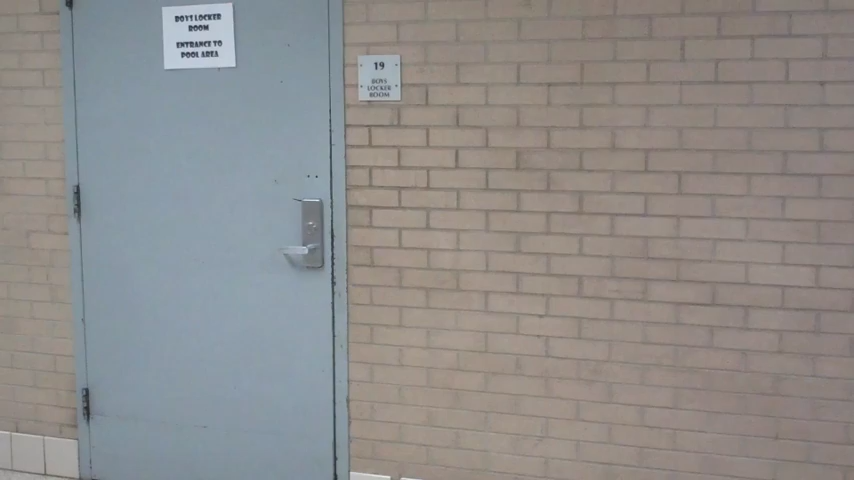 BOYS LOCKER
ROOM
ENTRANCE TO
POOL AREA
19
BOYS
LOCKER
ROOM